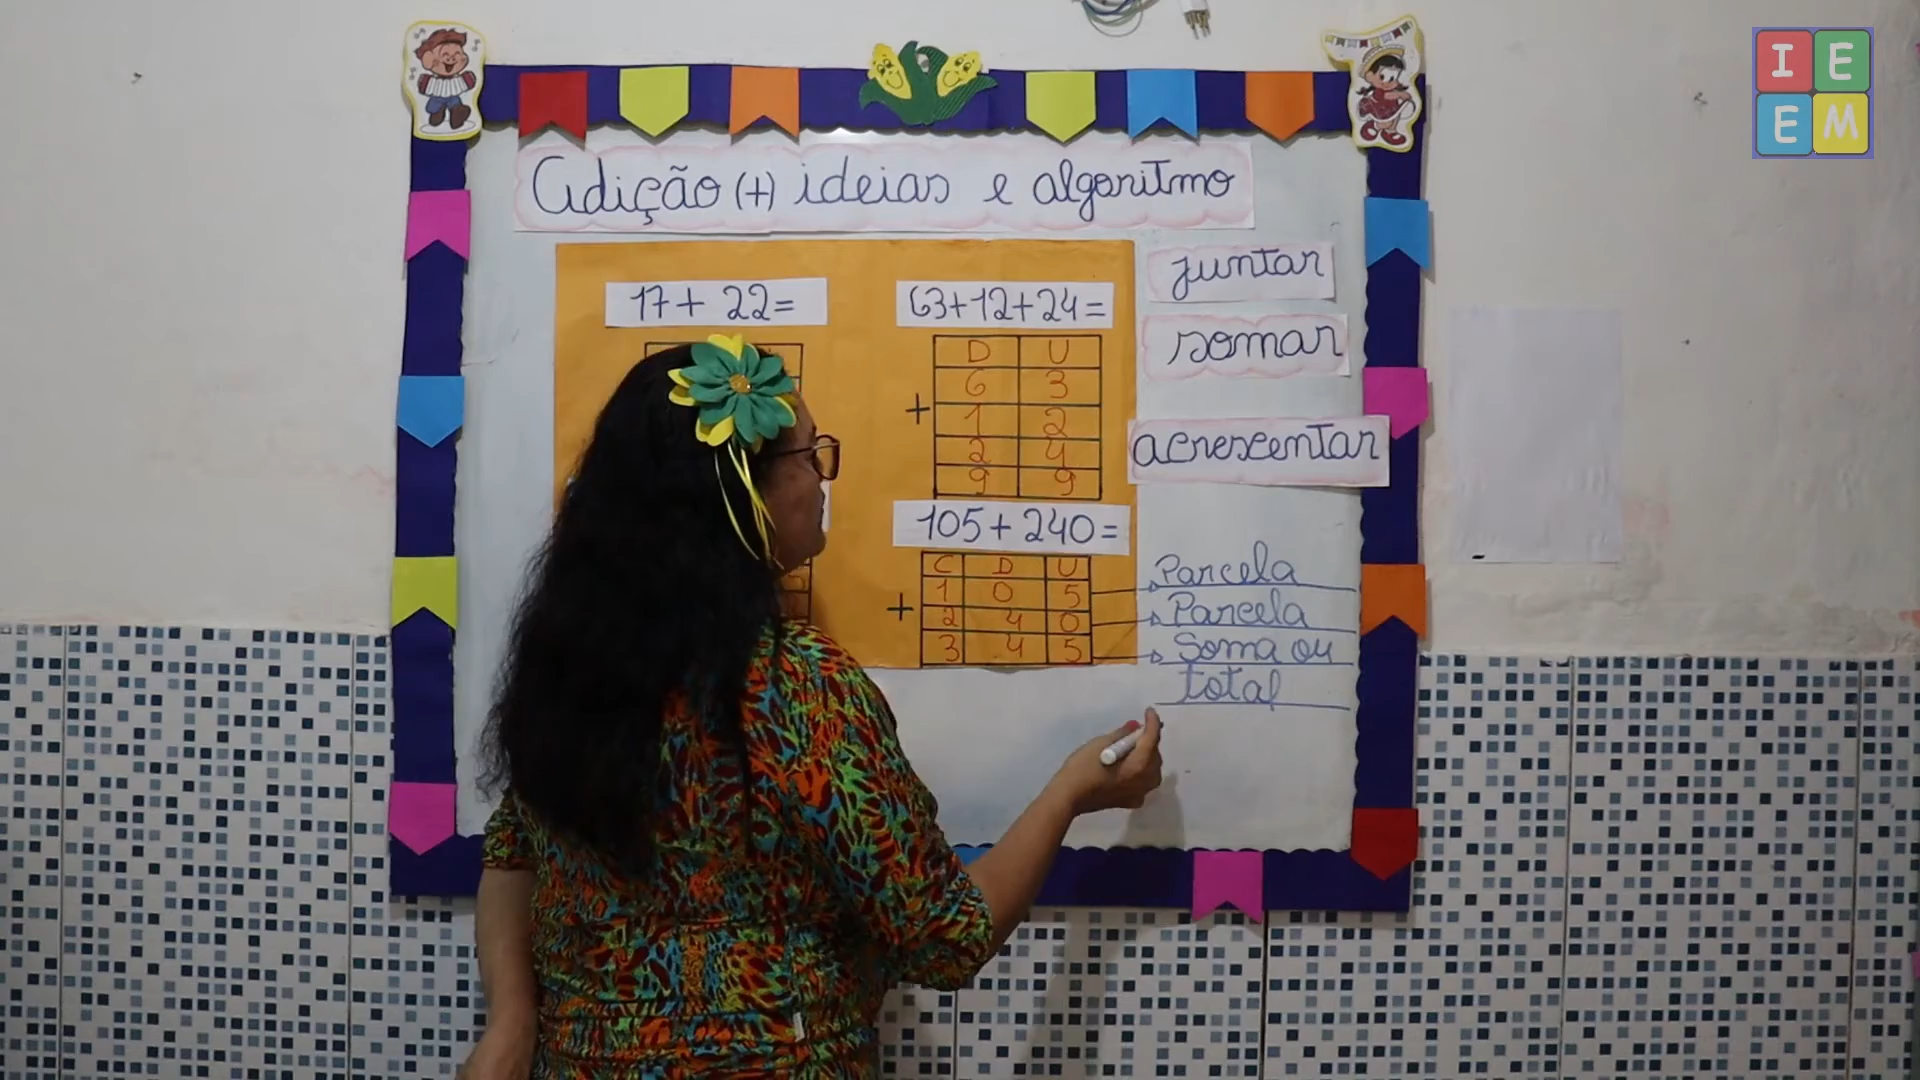 I E
E M
Adição (+) ideias e algoritmo
17 + 22 =
63+12+24=
D U
6 3
+
1 2
2 4
9 9
105 + 240 =
C D U
1 0 5
+
2 4 0
3 4 5
juntar
somar
acrescentar
Parcela
Parcela
Soma ou
total